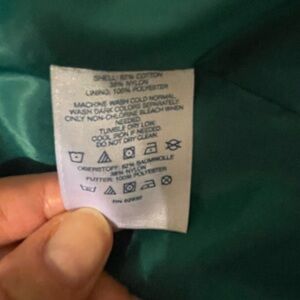 SHELL: 62% COTTON
38% NYLON
LINING: 100% POLYESTER
MACHINE WASH COLD NORMAL
WASH DARK COLORS SEPARATELY
ONLY NON-CHLORINE BLEACH WHEN
NEEDED.
TUMBLE DRY LOW.
COOL IRON IF NEEDED.
DO NOT DRY CLEAN.
OBERSTOFF: 62% BAUMWOLLE
38% NYLON
FUTTER: 100% POLYESTER
RN